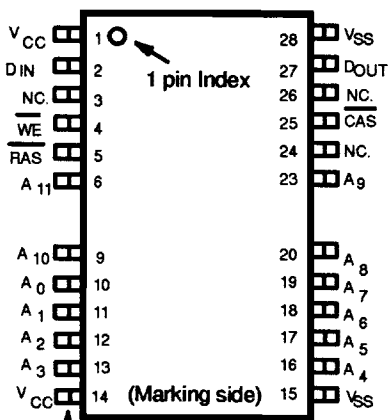 VCC 1 28 VSS
DIN 2 27 DOUT
1 pin Index
NC. 3 26 NC.
WE 4 25 CAS
RAS 5 24 NC.
A11 6 23 A9
A10 9 20 A8
A0 10 19 A7
A1 11 18 A6
A2 12 17 A5
A3 13 16 A4
VCC 14 (Marking side) 15 VSS